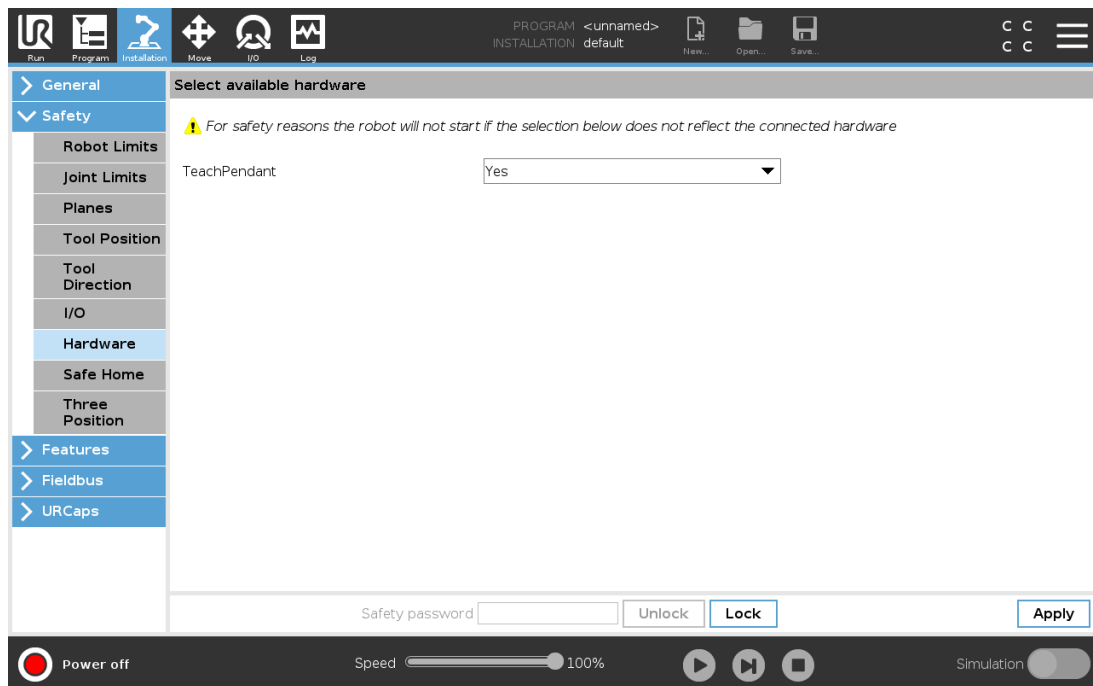 PROGRAM <unnamed>
INSTALLATION default
Run Program Installation Move I/O Log New... Open... Save...
C C
C C
General
Safety
Robot Limits
Joint Limits
Planes
Tool Position
Tool
Direction
I/O
Hardware
Safe Home
Three
Position
Features
Fieldbus
URCaps
Select available hardware
For safety reasons the robot will not start if the selection below does not reflect the connected hardware
TeachPendant Yes
Safety password Unlock Lock Apply
Power off Speed 100% Simulation